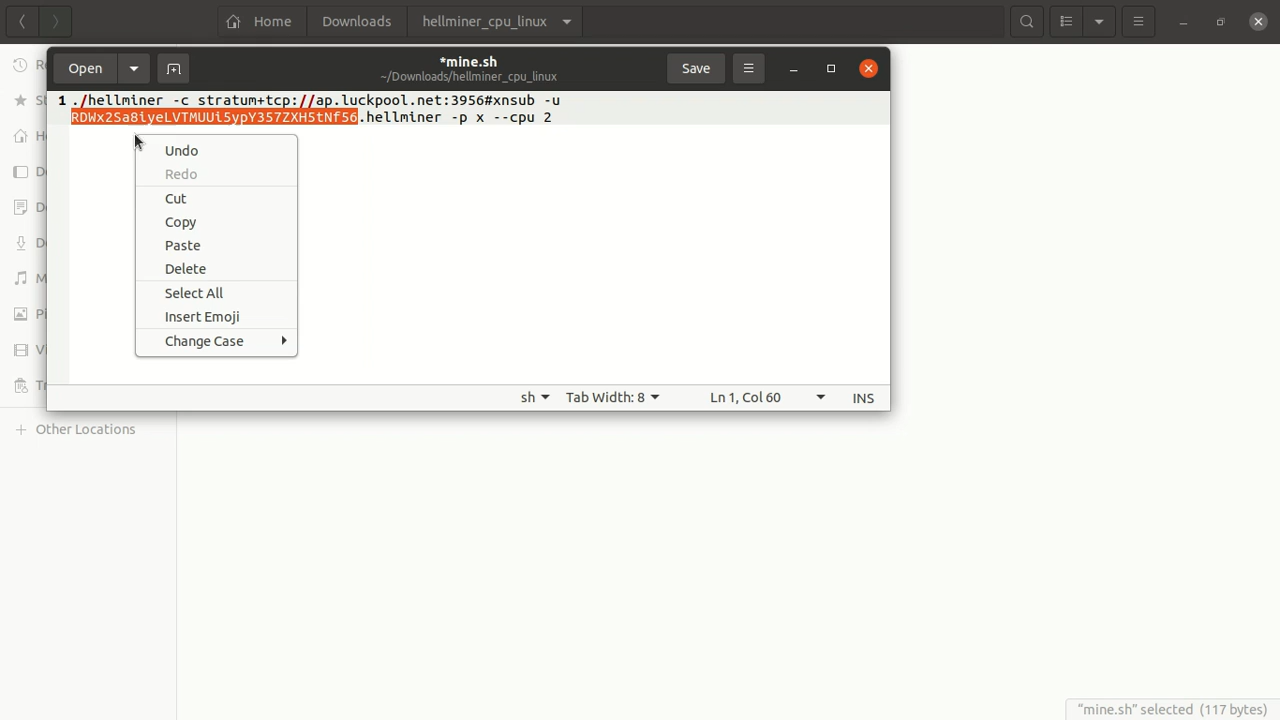 Home
Downloads
hellminer_cpu_linux
Open
*mine.sh
~/Downloads/hellminer_cpu_linux
Save
1 ./hellminer -c stratum+tcp://ap.luckpool.net:3956#xnsub -u
RDWx2Sa8iyeLVTMUUi5ypY357ZXH5tNf56.hellminer -p x --cpu 2
Undo
Redo
Cut
Copy
Paste
Delete
Select All
Insert Emoji
Change Case
sh
Tab Width: 8
Ln 1, Col 60
INS
Other Locations
"mine.sh" selected (117 bytes)